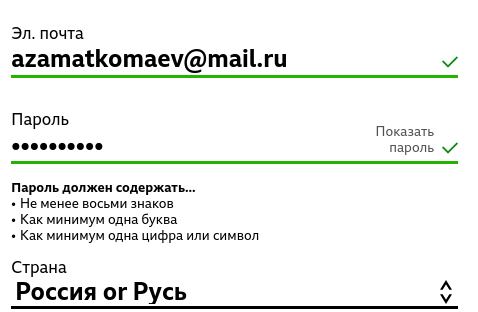 Эл. почта
azamatkomaev@mail.ru
Пароль
Показать
••••••••••
пароль
Пароль должен содержать...
• Не менее восьми знаков
• Как минимум одна буква
• Как минимум одна цифра или символ
Страна
Россия or Русь